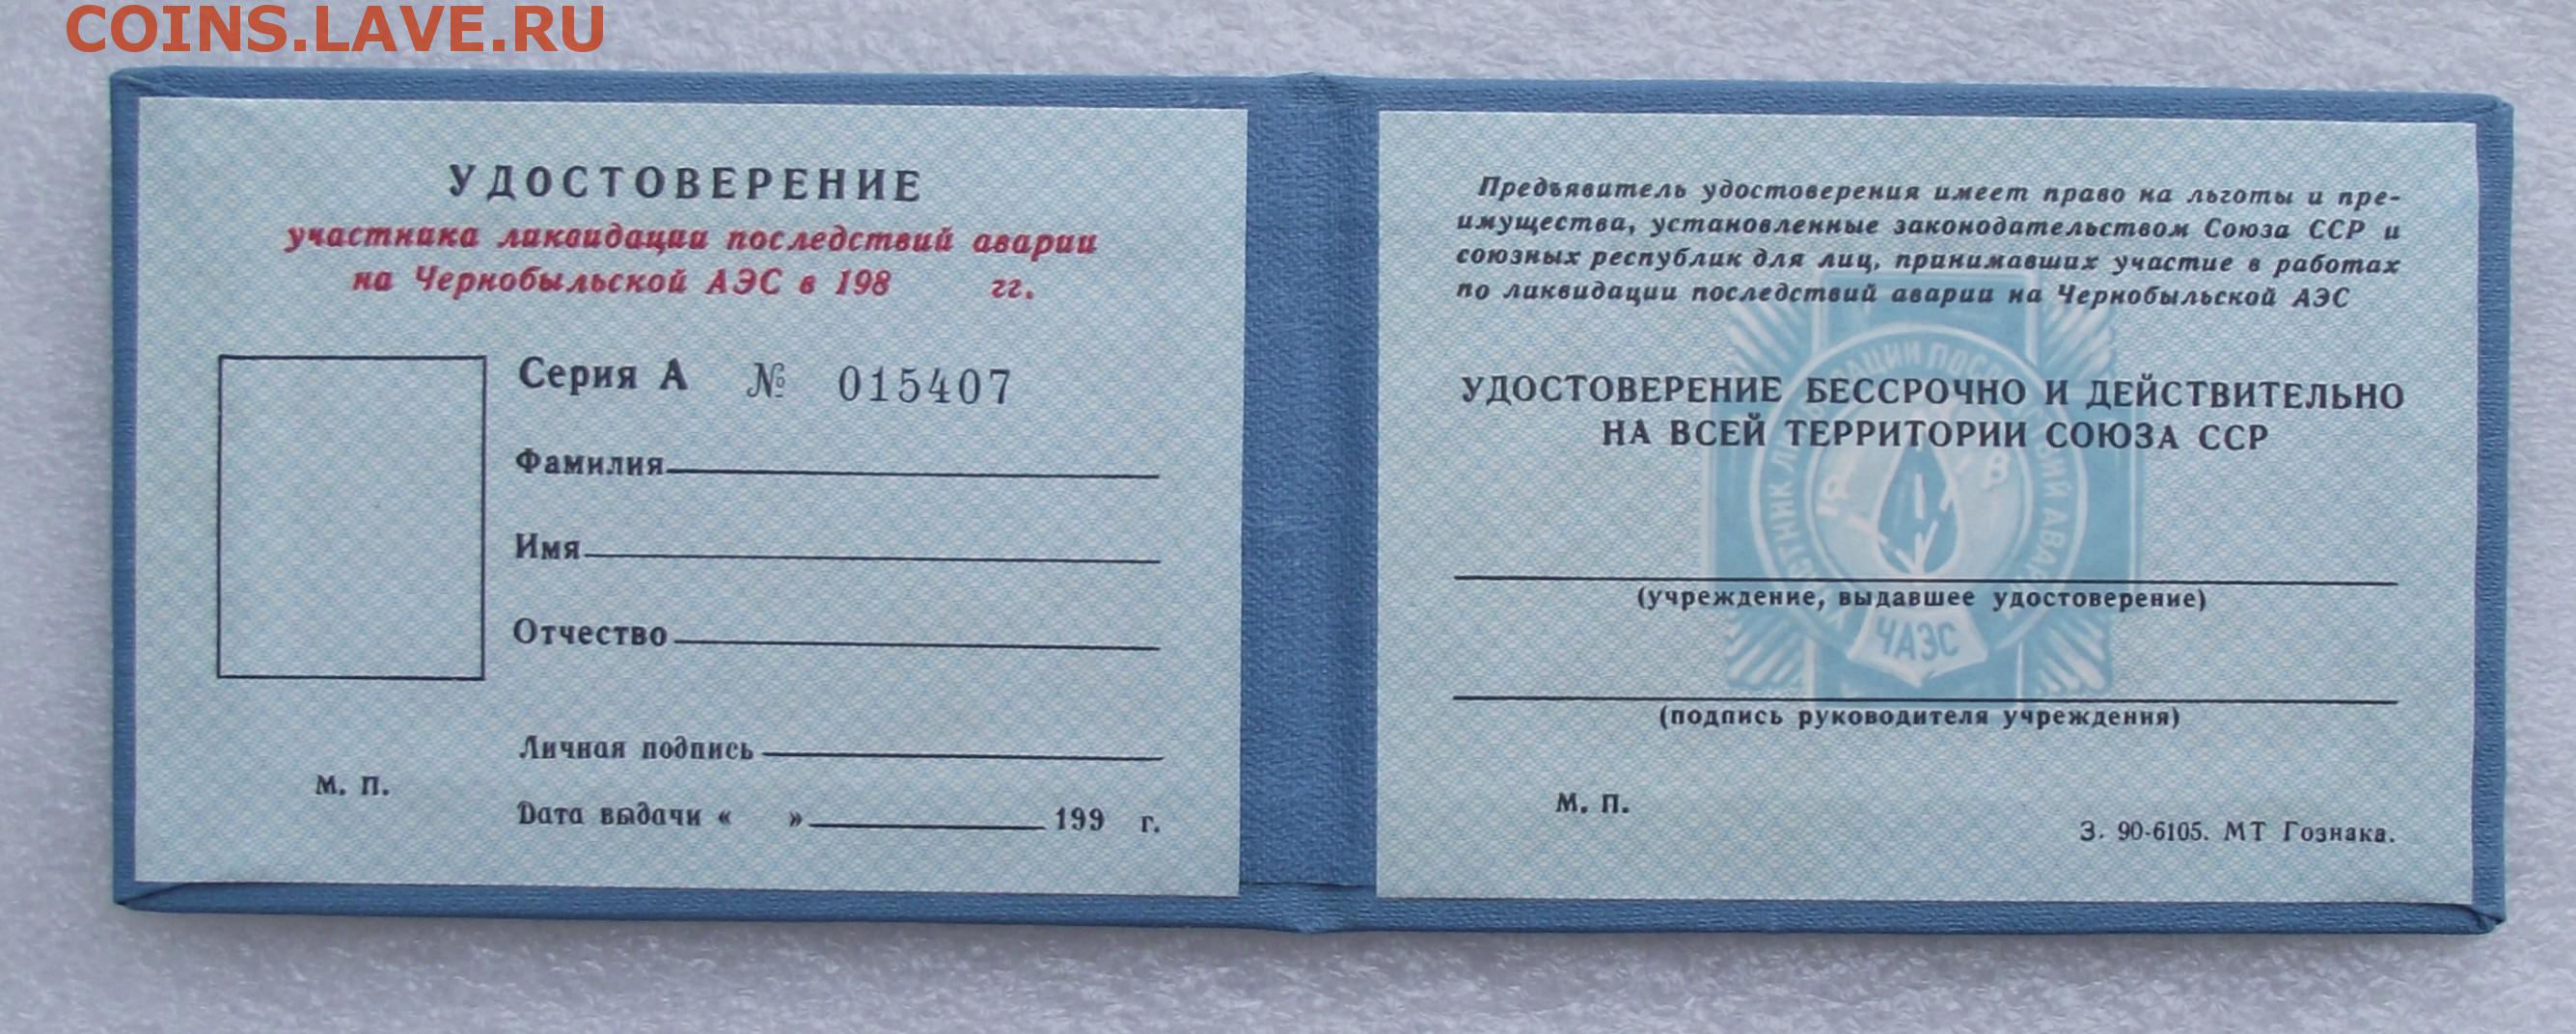 COINS.LAVE.RU
УДОСТОВЕРЕНИЕ
участника ликвидации последствий аварии
на Чернобыльской АЭС в 198 гг.
Серия А № 015407
Фамилия
Имя
Отчество
Личная подпись
М. П.
Дата выдачи « » 199 г.
Предъявитель удостоверения имеет право на льготы и пре-
имущества, установленные законодательством Союза ССР и
союзных республик для лиц, принимавших участие в работах
по ликвидации последствий аварии на Чернобыльской АЭС
УДОСТОВЕРЕНИЕ БЕССРОЧНО И ДЕЙСТВИТЕЛЬНО
НА ВСЕЙ ТЕРРИТОРИИ СОЮЗА ССР
(учреждение, выдавшее удостоверение)
ЧАЭС
(подпись руководителя учреждения)
М. П.
З. 90-6105. МТ Гознака.